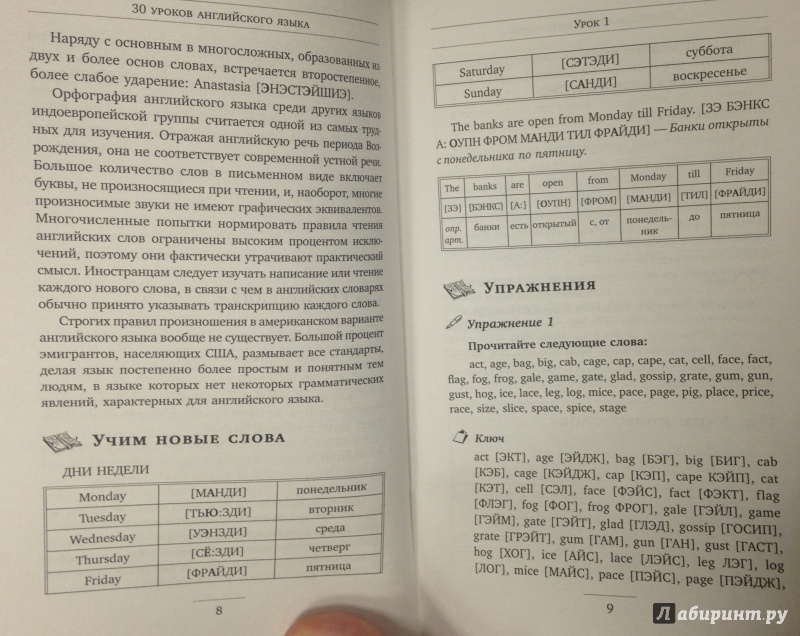 30 УРОКОВ АНГЛИЙСКОГО ЯЗЫКА
Наряду с основным в многосложных, образованных из
двух и более основ словах, встречается второстепенное,
более слабое ударение: Anastasia [ЭНЭСТЭЙШИЭ].
Орфография английского языка среди других языков
индоевропейской группы считается одной из самых труд-
ных для изучения. Отражая английскую речь периода Воз-
рождения, она не соответствует современной устной речи.
Большое количество слов в письменном виде включает
буквы, не произносящиеся при чтении, и, наоборот, многие
произносимые звуки не имеют графических эквивалентов.
Многочисленные попытки нормировать правила чтения
английских слов ограничены высоким процентом исклю-
чений, поэтому они фактически утрачивают практический
смысл. Иностранцам следует изучать написание или чтение
каждого нового слова, в связи с чем в английских словарях
обычно принято указывать транскрипцию каждого слова.
Строгих правил произношения в американском варианте
английского языка вообще не существует. Большой процент
эмигрантов, населяющих США, размывает все стандарты,
делая язык постепенно более простым и понятным тем
людям, в языке которых нет некоторых грамматических
явлений, характерных для английского языка.
УЧИМ НОВЫЕ СЛОВА
ДНИ НЕДЕЛИ
Monday [МАНДИ] понедельник
Tuesday [ТЬЮ:ЗДИ] вторник
Wednesday [УЭНЗДИ] среда
Thursday [СЁ:ЗДИ] четверг
Friday [ФРАЙДИ] пятница
8
УРОК 1
Saturday [СЭТЭДИ] суббота
Sunday [САНДИ] воскресенье
The banks are open from Monday till Friday. [ЗЭ БЭНКС
А: ОУПН ФРОМ МАНДИ ТИЛ ФРАЙДИ] — Банки открыты
с понедельника по пятницу.
The banks are open from Monday till Friday
[ЗЭ] [БЭНКС] [А:] [ОУПН] [ФРОМ] [МАНДИ] [ТИЛ] [ФРАЙДИ]
опр. банки есть открытый с, от понедель- до пятница
арт. ник
УПРАЖНЕНИЯ
Упражнение 1
Прочитайте следующие слова:
act, age, bag, big, cab, cage, cap, cape, cat, cell, face, fact,
flag, fog, frog, gale, game, gate, glad, gossip, grate, gum, gun,
gust, hog, ice, lace, leg, log, mice, pace, page, pig, place, price,
race, size, slice, space, spice, stage
Ключ
act [ЭКТ], age [ЭЙДЖ], bag [БЭГ], big [БИГ], cab
[КЭБ], cage [КЭЙДЖ], cap [КЭП], cape КЭЙП], cat
[КЭТ], cell [СЭЛ], face [ФЭЙС], fact [ФЭКТ], flag
[ФЛЭГ], fog [ФОГ], frog ФРОГ], gale [ГЭЙЛ], game
[ГЭЙМ], gate [ГЭЙТ], glad [ГЛЭД], gossip [ГОСИП],
grate [ГРЭЙТ], gum [ГАМ], gun [ГАН], gust [ГАСТ],
hog [ХОГ], ice [АЙС], lace [ЛЭЙС], leg ЛЭГ], log
[ЛОГ], mice [МАЙС], pace [ПЭЙС], page [ПЭЙДЖ],
9
Лабиринт.ру